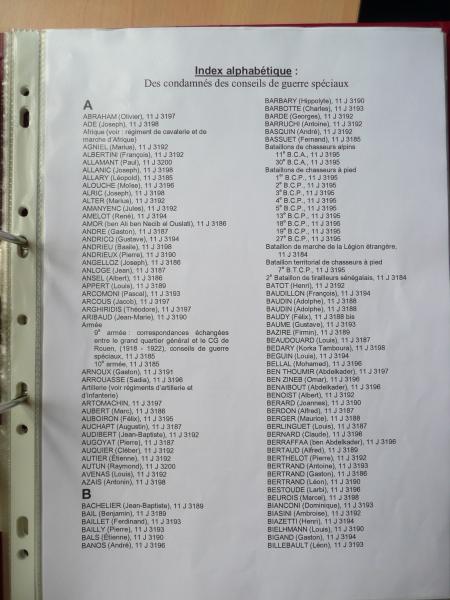 Index alphabétique :
Des condamnés des conseils de guerre spéciaux
A
ABRAHAM (Olivier), 11 J 3197
ADE (Joseph), 11 J 3198
Afrique (voir : régiment de cavalerie et de
marche d'Afrique)
AGNIEL (Marius), 11 J 3192
ALBERTINI (François), 11 J 3192
ALLAMANT (Paul), 11 J 3200
ALLANIC (Joseph), 11 J 3198
ALLARY (Léopold), 11 J 3185
ALOUCHE (Moïse), 11 J 3196
ALRIC (Joseph), 11 J 3198
ALTER (Marius), 11 J 3192
AMANYENC (Jules), 11 J 3192
AMELOT (René), 11 J 3194
AMOR (ben Ali ben Necib el Ouslati), 11 J 3186
ANDRE (Gaston), 11 J 3187
ANDRICQ (Gustave), 11 J 3194
ANDRIEU (Basile), 11 J 3198
ANDRIEUX (Pierre), 11 J 3190
ANGELLOZ (Joseph), 11 J 3186
ANLOGE (Jean), 11 J 3187
ANSEL (Albert), 11 J 3186
APPERT (Louis), 11 J 3189
ARCOMONI (Pascal), 11 J 3193
ARCOUS (Jacob), 11 J 3197
ARGHIRIDIS (Théodore), 11 J 3197
ARIBAUD (Jean-Marie), 11 J 3190
Armée
9e armée : correspondances échangées
entre le grand quartier général et le CG de
Rouen, (1918 - 1922), conseils de guerre
spéciaux, 11 J 3185
10e armée, 11 J 3185
ARNOUX (Gaston), 11 J 3191
ARROUASSE (Sadia), 11 J 3196
Artillerie (voir régiments d'artillerie et
d'infanterie)
ARTOMACHIN, 11 J 3197
AUBERT (Marc), 11 J 3186
AUBOIRON (Félix), 11 J 3195
AUCHAPT (Augustin), 11 J 3187
AUDIBERT (Jean-Baptiste), 11 J 3192
AUGOYAT (Pierre), 11 J 3187
AUQUIER (Cléber), 11 J 3192
AUTIER (Étienne), 11 J 3192
AUTUN (Raymond), 11 J 3200
AVENAS (Louis), 11 J 3192
AZAIS (Antonin), 11 J 3198
B
BACHELIER (Jean-Baptiste), 11 J 3189
BAIL (Benjamin), 11 J 3189
BAILLET (Ferdinand), 11 J 3193
BAILLY (Pierre), 11 J 3193
BALS (Étienne), 11 J 3190
BANOS (André), 11 J 3196
BARBARY (Hippolyte), 11 J 3190
BARBOTTE (Charles), 11 J 3193
BARDE (Georges), 11 J 3192
BARRUCHI (Antoine), 11 J 3192
BASQUIN (André), 11 J 3192
BASSUET (Fernand), 11 J 3185
Bataillons de chasseurs alpins
11e B.C.A., 11 J 3195
30e B.C.A., 11 J 3195
Bataillons de chasseurs à pied
1er B.C.P., 11 J 3195
2e B.C.P., 11 J 3195
3e B.C.P., 11 J 3195
4e B.C.P., 11 J 3195
5e B.C.P., 11 J 3195
13e B.C.P., 11 J 3195
18e B.C.P., 11 J 3195
19e B.C.P., 11 J 3195
27e B.C.P., 11 J 3195
Bataillon de marche de la Légion étrangère,
11 J 3184
Bataillon territorial de chasseurs à pied
7e B.T.C.P., 11 J 3195
2e Bataillon de tirailleurs sénégalais, 11 J 3184
BATOT (Henri), 11 J 3192
BAUDILLON (François), 11 J 3194
BAUDIN (Adolphe), 11 J 3188
BAUDIN (Adolphe), 11 J 3188
BAUDY (Félix), 11 J 3188 bis
BAUME (Gustave), 11 J 3193
BAZIRE (Firmin), 11 J 3189
BEAUDOUARD (Louis), 11 J 3187
BEDARY (Korka Tamboura), 11 J 3198
BEGUIN (Louis), 11 J 3194
BELLAL (Mohamed), 11 J 3196
BEN THOUMIR (Abdelkader), 11 J 3197
BEN ZINEB (Omar), 11 J 3196
BENAIBOUT (Abdelkader), 11 J 3196
BENOIST (Albert), 11 J 3192
BERARD (Joannes), 11 J 3190
BERDON (Alfred), 11 J 3187
BERGER (Maurice), 11 J 3188
BERLINGUET (Louis), 11 J 3187
BERNARD (Claude), 11 J 3198
BERRAFFAA (ben Abdelkader), 11 J 3196
BERTAUD (Alfred), 11 J 3189
BERTHELOT (Pierre), 11 J 3192
BERTRAND (Antoine), 11 J 3193
BERTRAND (Gaston), 11 J 3186
BERTRAND (Léon), 11 J 3190
BESTOUDE (Larbi), 11 J 3196
BEUROIS (Marcel), 11 J 3198
BIANCONI (Dominique), 11 J 3193
BIASINI (Ambroise), 11 J 3192
BIAZETTI (Henri), 11 J 3194
BIELHMANN (Louis), 11 J 3190
BIGAND (Gaston), 11 J 3194
BILLEBAULT (Léon), 11 J 3193